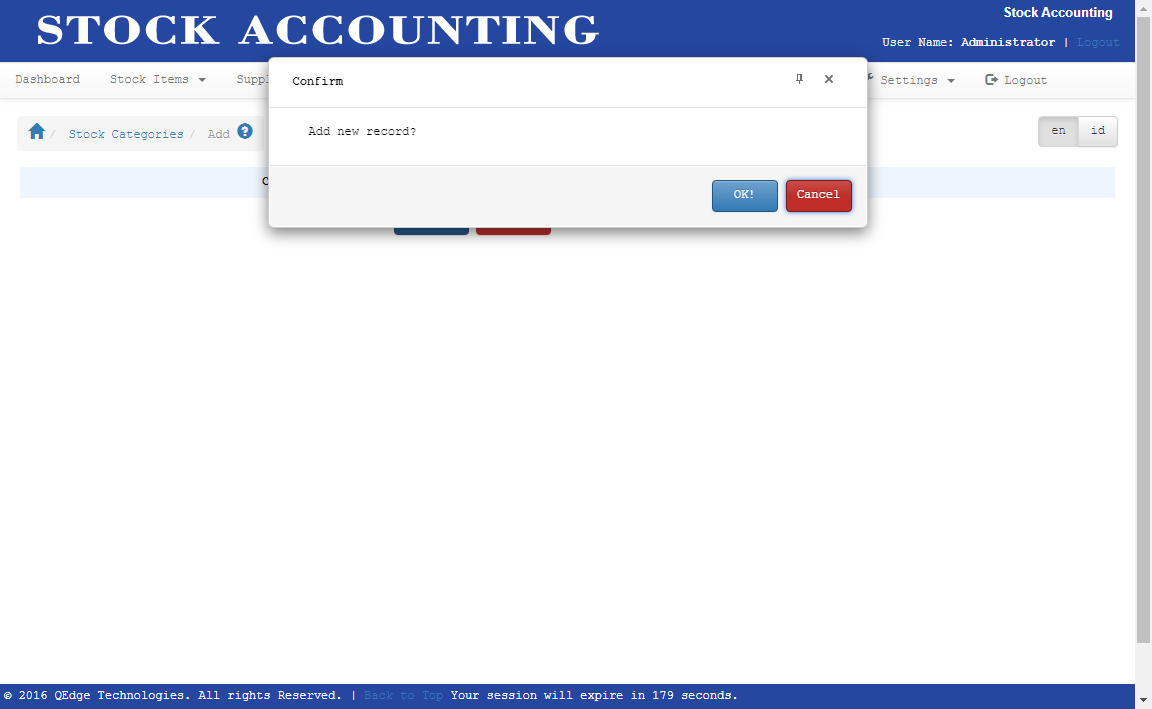 STOCK ACCOUNTING
Stock Accounting
User Name: Administrator | Logout
Dashboard Stock Items Settings Logout
Confirm
Add new record?
OK! Cancel
/ Stock Categories / Add ?
en id
© 2016 QEdge Technologies. All rights Reserved. | Back to Top Your session will expire in 179 seconds.